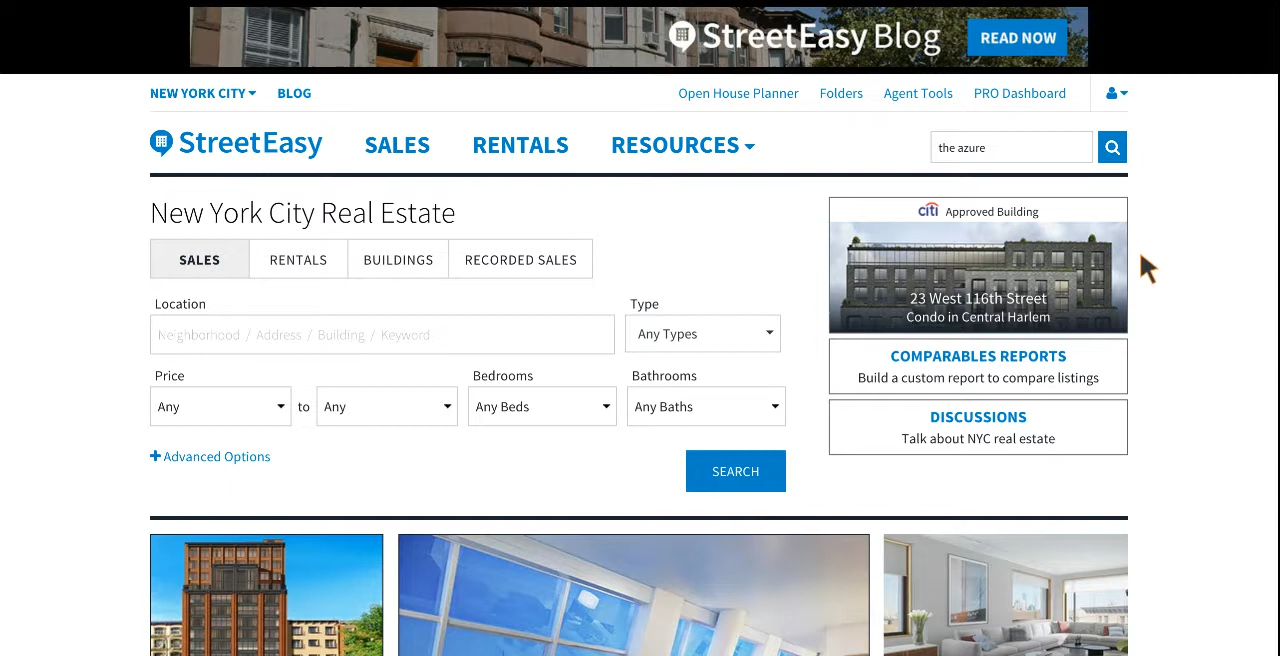 StreetEasy Blog READ NOW
NEW YORK CITY BLOG Open House Planner Folders Agent Tools PRO Dashboard
StreetEasy SALES RENTALS RESOURCES the azure
New York City Real Estate
SALES RENTALS BUILDINGS RECORDED SALES
Location Type
Neighborhood / Address / Building / Keyword Any Types
Price Bedrooms Bathrooms
Any to Any Any Beds Any Baths
+Advanced Options
SEARCH
citi Approved Building
23 West 116th Street
Condo in Central Harlem
COMPARABLES REPORTS
Build a custom report to compare listings
DISCUSSIONS
Talk about NYC real estate